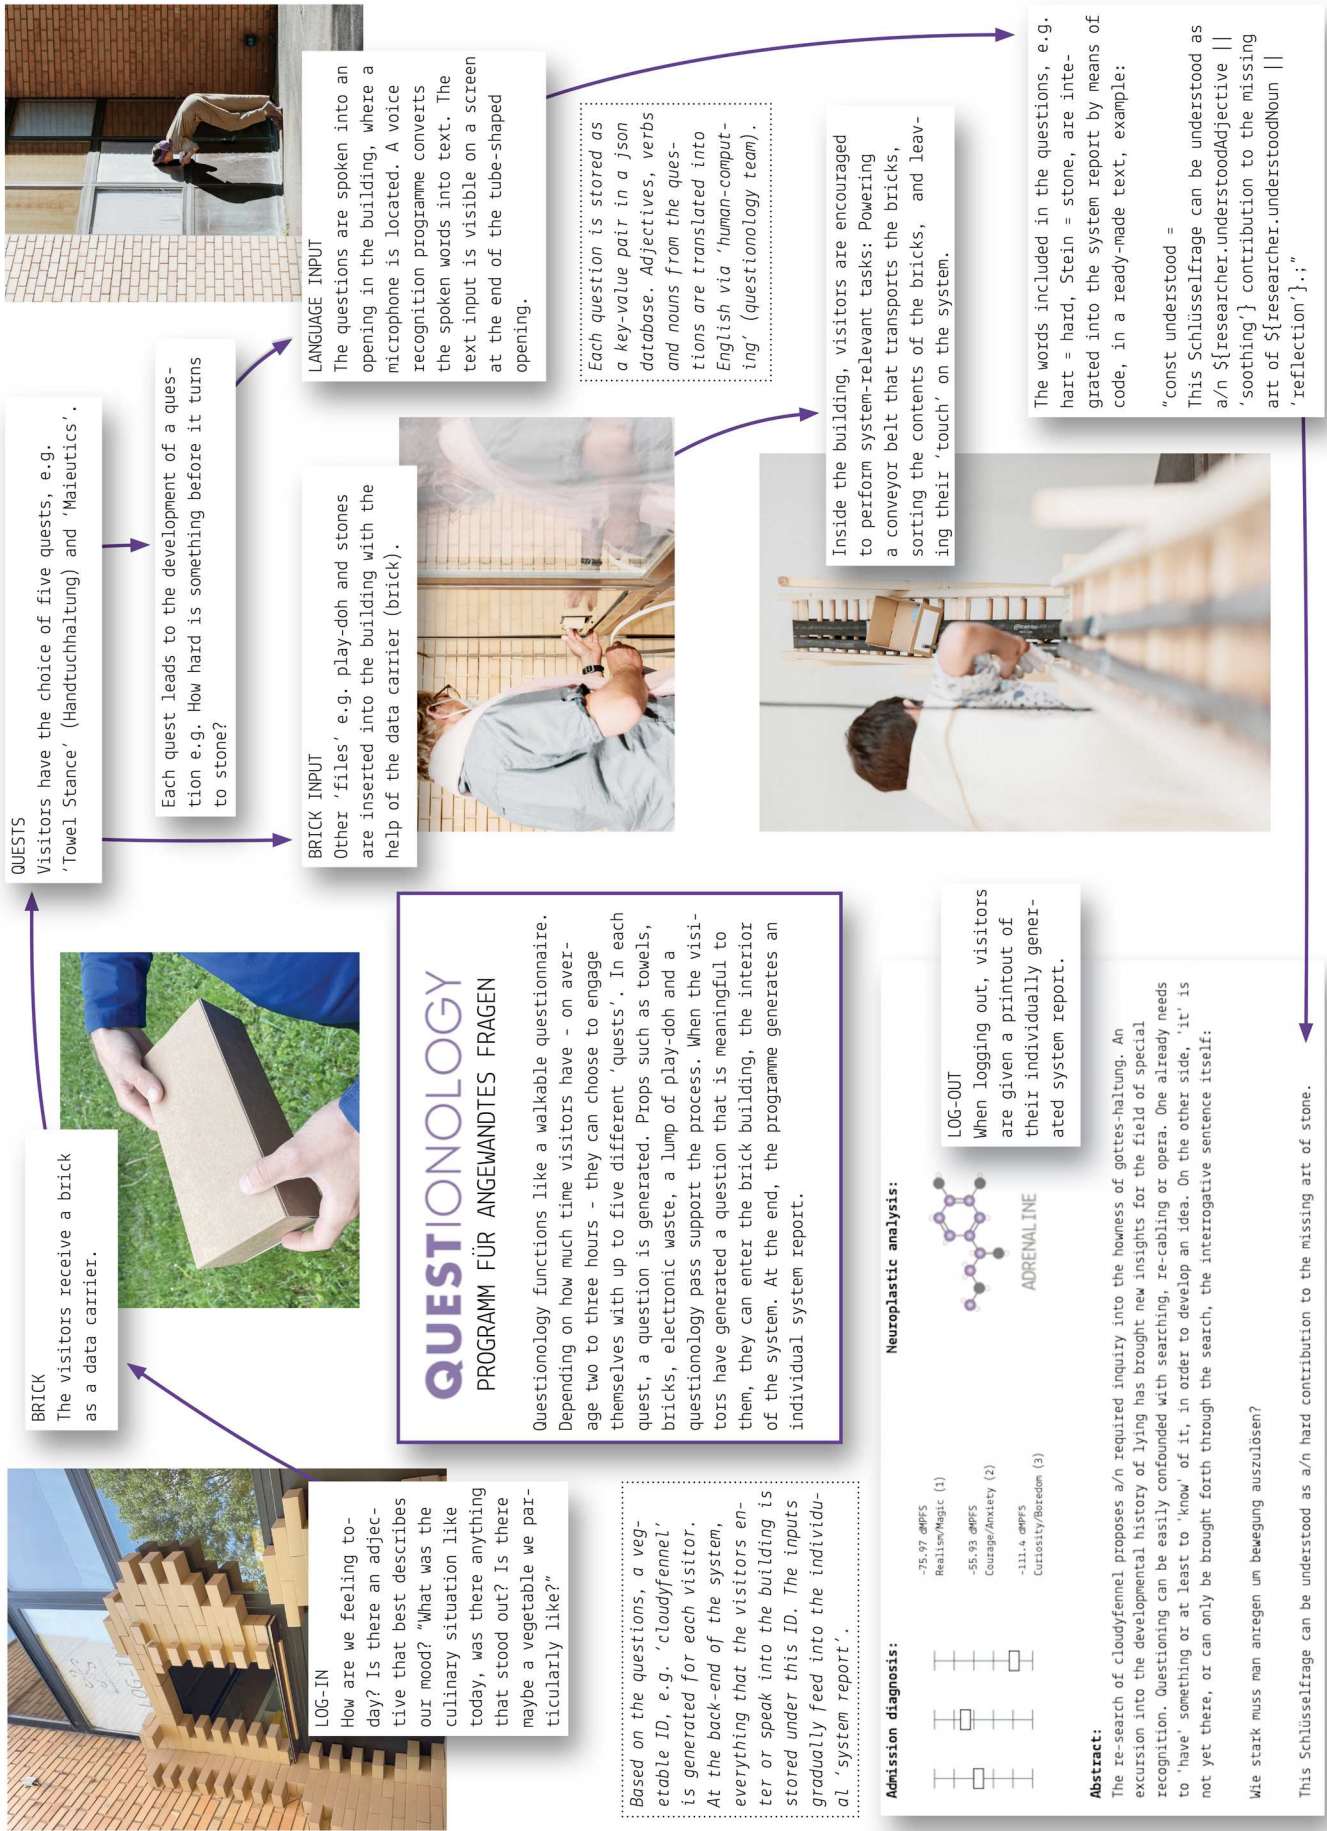 LOG-IN
How are we feeling to-
day? Is there an adjec-
tive that best describes
our mood? "What was the
culinary situation like
today, was there anything
that stood out? Is there
maybe a vegetable we par-
ticularly like?"
Based on the questions, a veg-
etable ID, e.g. 'cloudyfennel'
is generated for each visitor.
At the back-end of the system,
everything that the visitors en-
ter or speak into the building is
stored under this ID. The inputs
gradually feed into the individu-
al 'system report'.
BRICK
The visitors receive a brick
as a data carrier.
QUESTIONOLOGY
PROGRAMM FÜR ANGEWANDTES FRAGEN
Questionology functions like a walkable questionnaire.
Depending on how much time visitors have - on aver-
age two to three hours - they can choose to engage
themselves with up to five different 'quests'. In each
quest, a question is generated. Props such as towels,
bricks, electronic waste, a lump of play-doh and a
questionology pass support the process. When the visi-
tors have generated a question that is meaningful to
them, they can enter the brick building, the interior
of the system. At the end, the programme generates an
individual system report.
QUESTS
Visitors have the choice of five quests, e.g.
'Towel Stance' (Handtuchhaltung) and 'Maieutics'.
Each quest leads to the development of a ques-
tion e.g. How hard is something before it turns
to stone?
BRICK INPUT
Other 'files' e.g. play-doh and stones
are inserted into the building with the
help of the data carrier (brick).
LANGUAGE INPUT
The questions are spoken into an
opening in the building, where a
microphone is located. A voice
recognition programme converts
the spoken words into text. The
text input is visible on a screen
at the end of the tube-shaped
opening.
Each question is stored as
a key-value pair in a json
database. Adjectives, verbs
and nouns from the ques-
tions are translated into
English via 'human-comput-
ing' (questionology team).
Inside the building, visitors are encouraged
to perform system-relevant tasks: Powering
a conveyor belt that transports the bricks,
sorting the contents of the bricks, and leav-
ing their 'touch' on the system.
The words included in the questions, e.g.
hart = hard, Stein = stone, are inte-
grated into the system report by means of
code, in a ready-made text, example:
"const understood =
This Schlüsselfrage can be understood as
a/n ${researcher.understoodAdjective ||
'soothing'} contribution to the missing
art of ${researcher.understoodNoun ||
'reflection'}.;"
LOG-OUT
When logging out, visitors
are given a printout of
their individually gener-
ated system report.
Admission diagnosis:
-75.97 dMPFS
Realism/Magic (1)
-55.93 dMPFS
Courage/Anxiety (2)
-111.4 dMPFS
Curiosity/Boredom (3)
Neuroplastic analysis:
ADRENALINE
Abstract:
The re-search of cloudyfennel proposes a/n required inquiry into the howness of gottes-haltung. An
excursion into the developmental history of lying has brought new insights for the field of special
recognition. Questioning can be easily confounded with searching, re-cabling or opera. One already needs
to 'have' something or at least to 'know' of it, in order to develop an idea. On the other side, 'it' is
not yet there, or can only be brought forth through the search, the interrogative sentence itself:
Wie stark muss man anregen um bewegung auszulösen?
This Schlüsselfrage can be understood as a/n hard contribution to the missing art of stone.